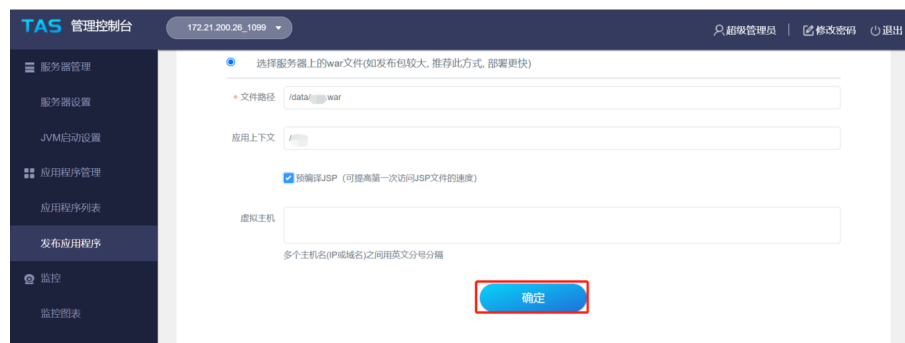 TAS 管理控制台
172.21.200.26_1099
超级管理员
修改密码
退出
服务器管理
服务器设置
JVM启动设置
应用程序管理
应用程序列表
发布应用程序
监控
监控图表
选择服务器上的war文件(如发布包较大, 推荐此方式, 部署更快)
* 文件路径
/data/ war
应用上下文
/
预编译JSP（可提高第一次访问JSP文件的速度）
虚拟主机
多个主机名(IP或域名)之间用英文分号分隔
确定